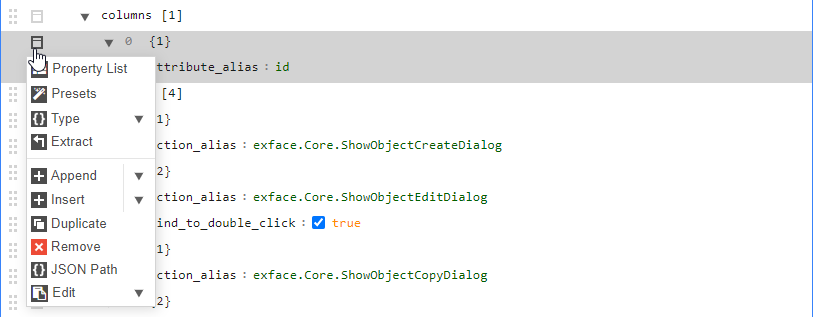 columns [1]
0 {1}
ttribute_alias : id
Property List
Presets
[4]
Type
1}
Extract
ction_alias : exface.Core.ShowObjectCreateDialog
Append
2}
Insert
ction_alias : exface.Core.ShowObjectEditDialog
Duplicate
ind_to_double_click : true
Remove
1}
JSON Path
ction_alias : exface.Core.ShowObjectCopyDialog
Edit
2}